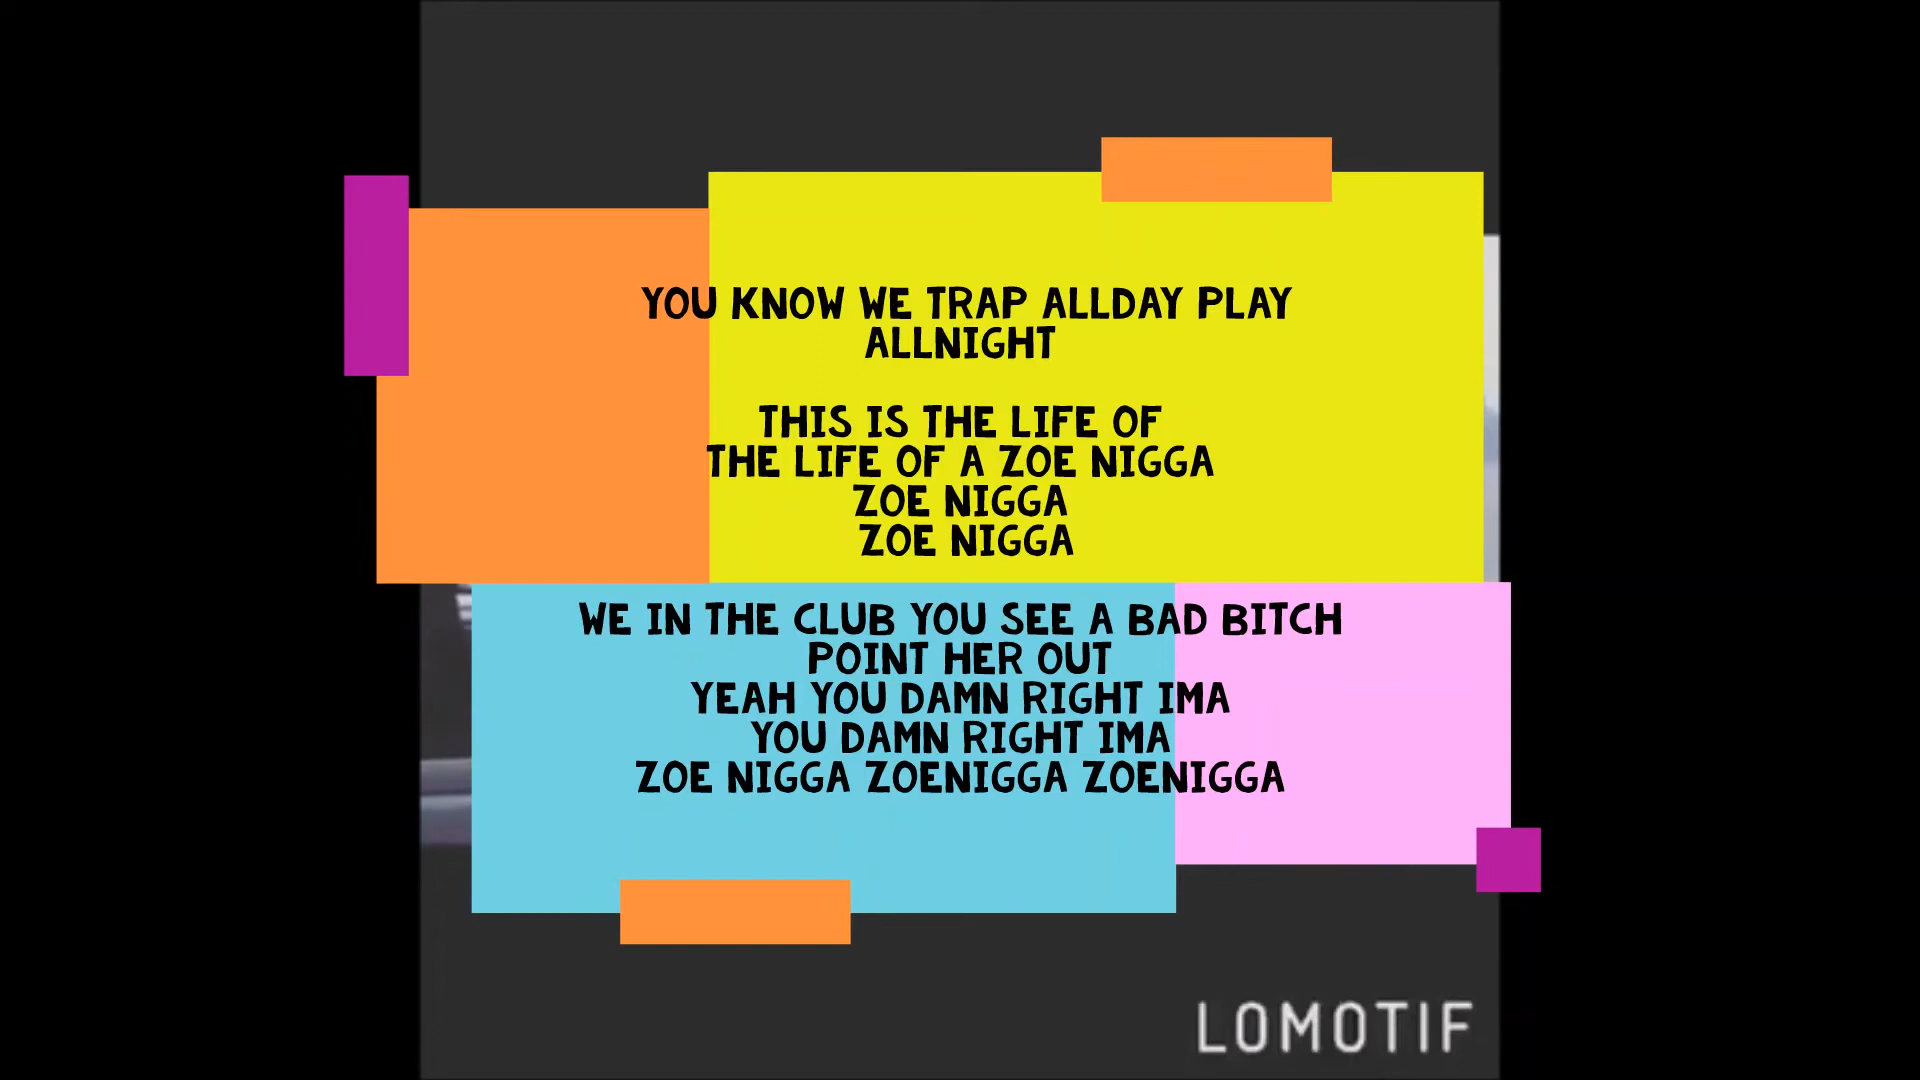 YOU KNOW WE TRAP ALLDAY PLAY
ALLNIGHT
THIS IS THE LIFE OF
THE LIFE OF A ZOE NIGGA
ZOE NIGGA
ZOE NIGGA
WE IN THE CLUB YOU SEE A BAD BITCH
POINT HER OUT
YEAH YOU DAMN RIGHT IMA
YOU DAMN RIGHT IMA
ZOE NIGGA ZOENIGGA ZOENIGGA
LOMOTIF